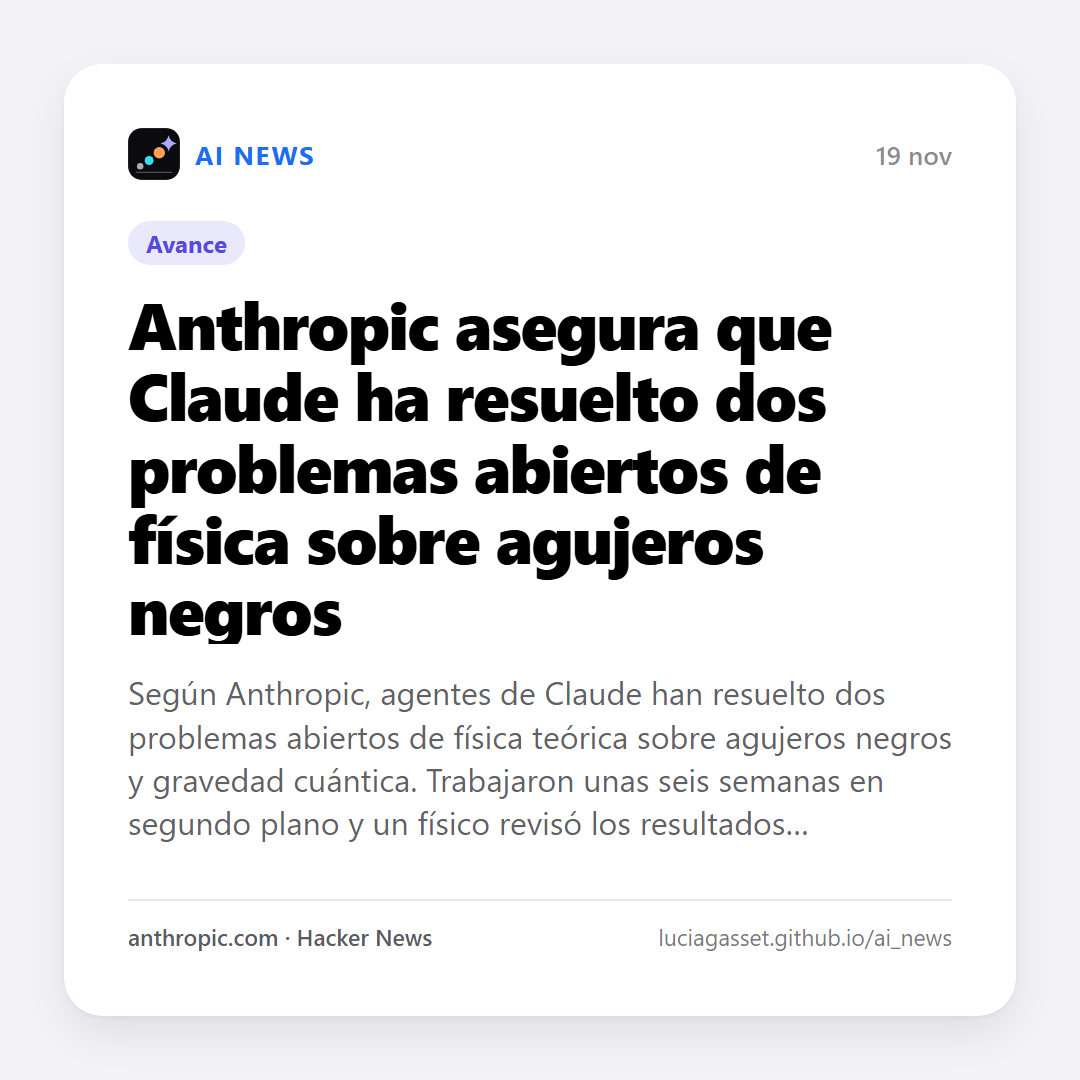 AI NEWS
19 nov
Avance
Anthropic asegura que
Claude ha resuelto dos
problemas abiertos de
física sobre agujeros
negros
Según Anthropic, agentes de Claude han resuelto dos
problemas abiertos de física teórica sobre agujeros negros
y gravedad cuántica. Trabajaron unas seis semanas en
segundo plano y un físico revisó los resultados…
anthropic.com · Hacker News
luciagasset.github.io/ai_news